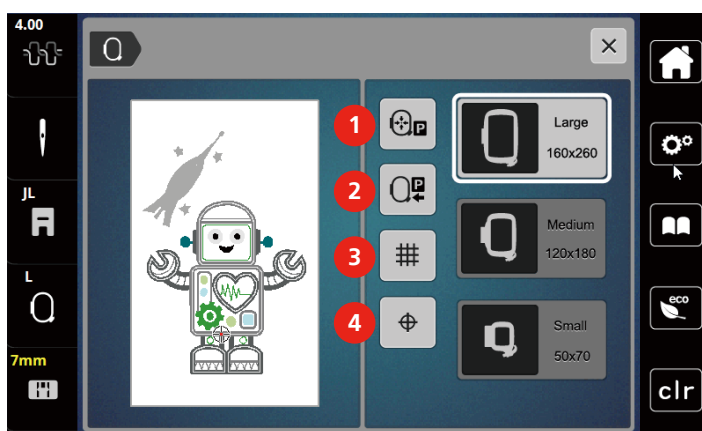 4.00
JL
L
7mm
1
2
3
4
P
P
Large
160x260
Medium
120x180
Small
50x70
eco
clr